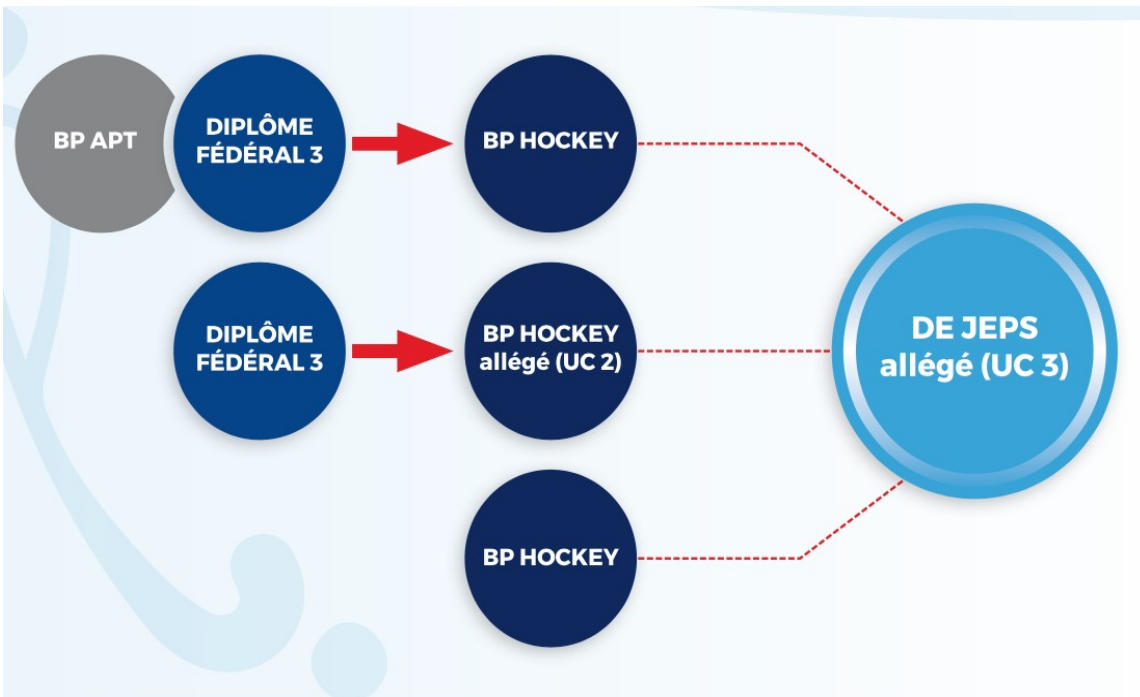 BP APT
DIPLÔME
FÉDÉRAL 3
BP HOCKEY
DIPLÔME
FÉDÉRAL 3
BP HOCKEY
allégé (UC 2)
DE JEPS
allégé (UC 3)
BP HOCKEY